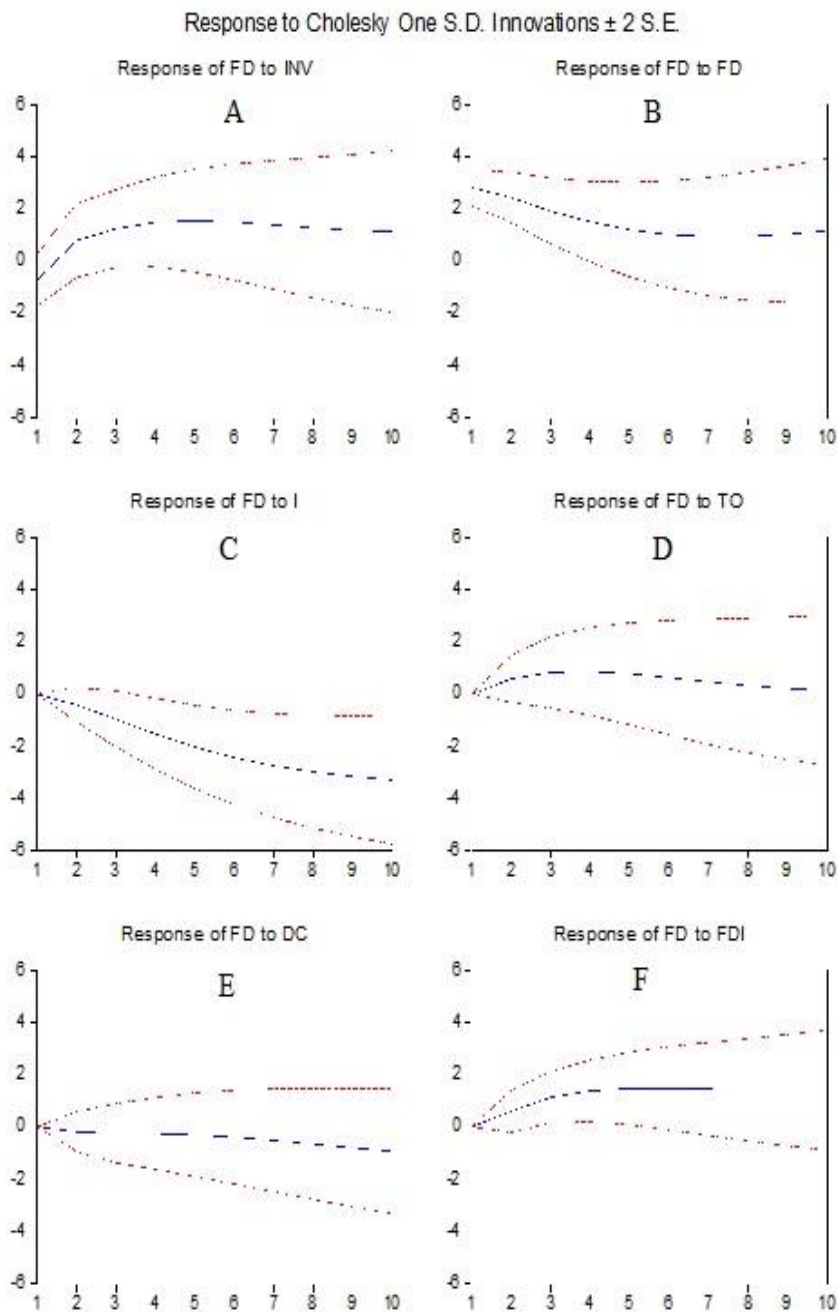 Response to Cholesky One S.D. Innovations ± 2 S.E.
Response of FD to INV
A
6
4
2
0
-2
-4
-6
1 2 3 4 5 6 7 8 9 10
Response of FD to FD
B
6
4
2
0
-2
-4
-6
1 2 3 4 5 6 7 8 9 10
Response of FD to I
C
6
4
2
0
-2
-4
-6
1 2 3 4 5 6 7 8 9 10
Response of FD to TO
D
6
4
2
0
-2
-4
-6
1 2 3 4 5 6 7 8 9 10
Response of FD to DC
E
6
4
2
0
-2
-4
-6
1 2 3 4 5 6 7 8 9 10
Response of FD to FDI
F
6
4
2
0
-2
-4
-6
1 2 3 4 5 6 7 8 9 10